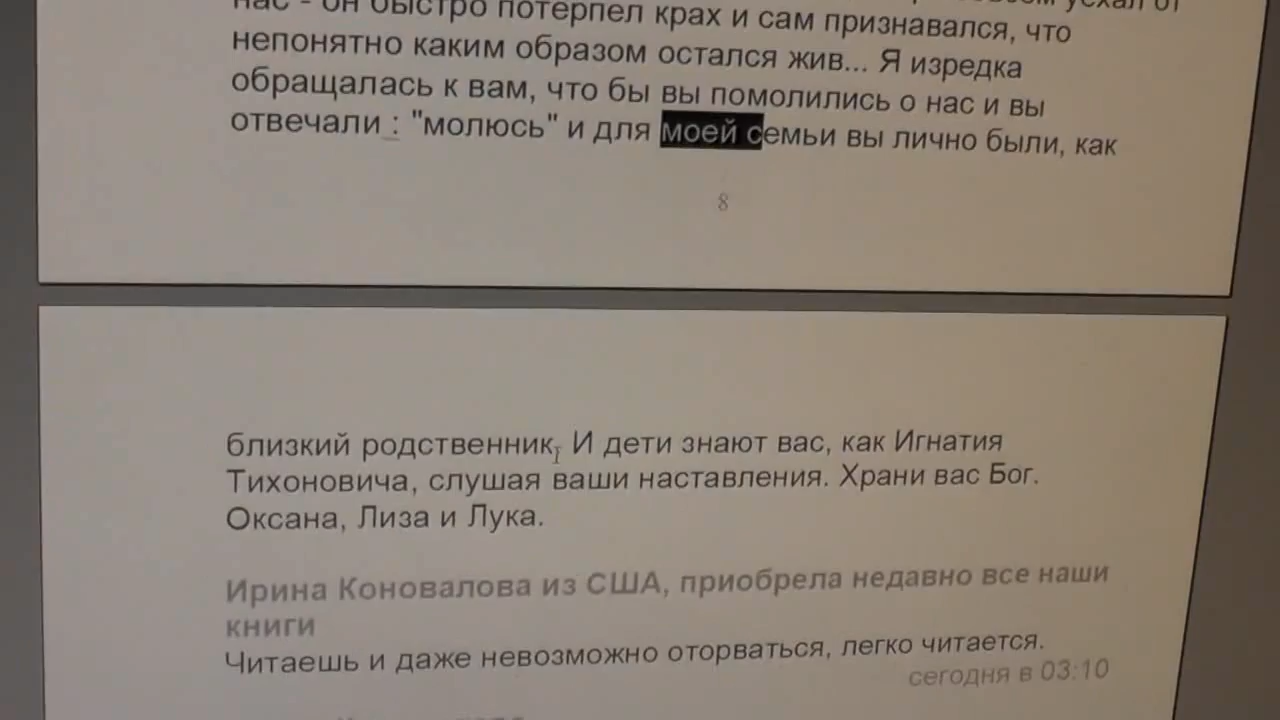 нас - он быстро потерпел крах и сам признавался, что
непонятно каким образом остался жив... Я изредка
обращалась к вам, что бы вы помолились о нас и вы
отвечали : "молюсь" и для моей семьи вы лично были, как
8
близкий родственник. И дети знают вас, как Игнатия
Тихоновича, слушая ваши наставления. Храни вас Бог.
Оксана, Лиза и Лука.
Ирина Коновалова из США, приобрела недавно все наши
книги
Читаешь и даже невозможно оторваться, легко читается.
сегодня в 03:10